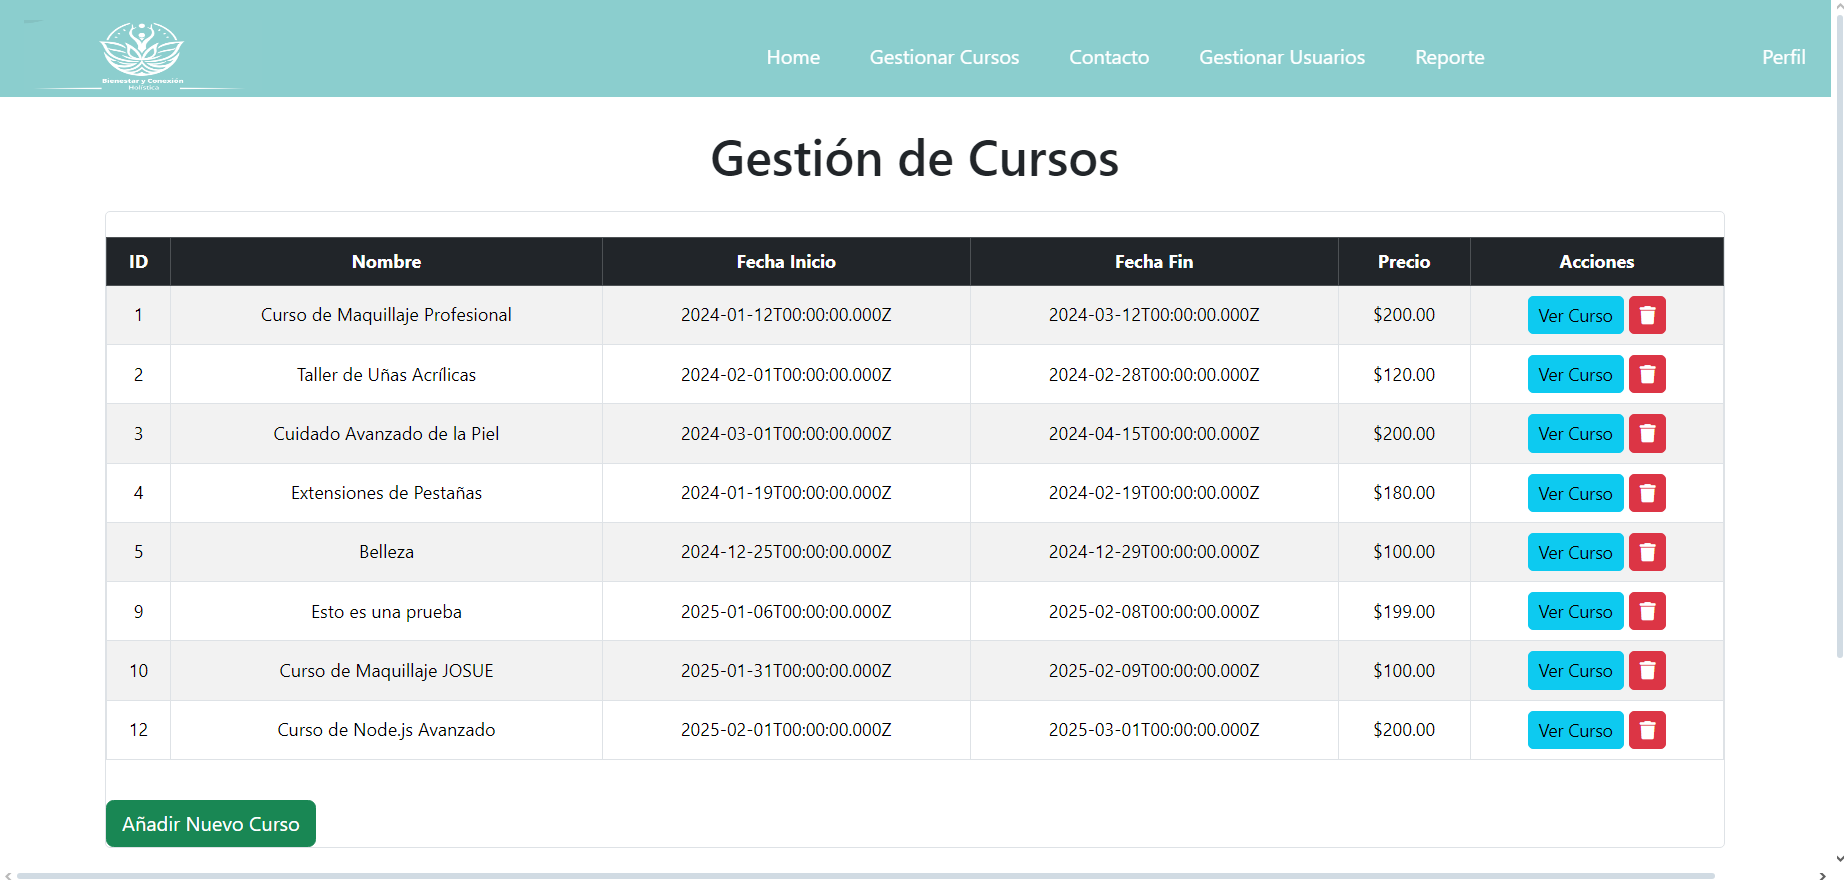 Bienestar y Conexión
Holística
Home Gestionar Cursos Contacto Gestionar Usuarios Reporte Perfil
Gestión de Cursos
ID Nombre Fecha Inicio Fecha Fin Precio Acciones
1 Curso de Maquillaje Profesional 2024-01-12T00:00:00.000Z 2024-03-12T00:00:00.000Z $200.00 Ver Curso
2 Taller de Uñas Acrílicas 2024-02-01T00:00:00.000Z 2024-02-28T00:00:00.000Z $120.00 Ver Curso
3 Cuidado Avanzado de la Piel 2024-03-01T00:00:00.000Z 2024-04-15T00:00:00.000Z $200.00 Ver Curso
4 Extensiones de Pestañas 2024-01-19T00:00:00.000Z 2024-02-19T00:00:00.000Z $180.00 Ver Curso
5 Belleza 2024-12-25T00:00:00.000Z 2024-12-29T00:00:00.000Z $100.00 Ver Curso
9 Esto es una prueba 2025-01-06T00:00:00.000Z 2025-02-08T00:00:00.000Z $199.00 Ver Curso
10 Curso de Maquillaje JOSUE 2025-01-31T00:00:00.000Z 2025-02-09T00:00:00.000Z $100.00 Ver Curso
12 Curso de Node.js Avanzado 2025-02-01T00:00:00.000Z 2025-03-01T00:00:00.000Z $200.00 Ver Curso
Añadir Nuevo Curso